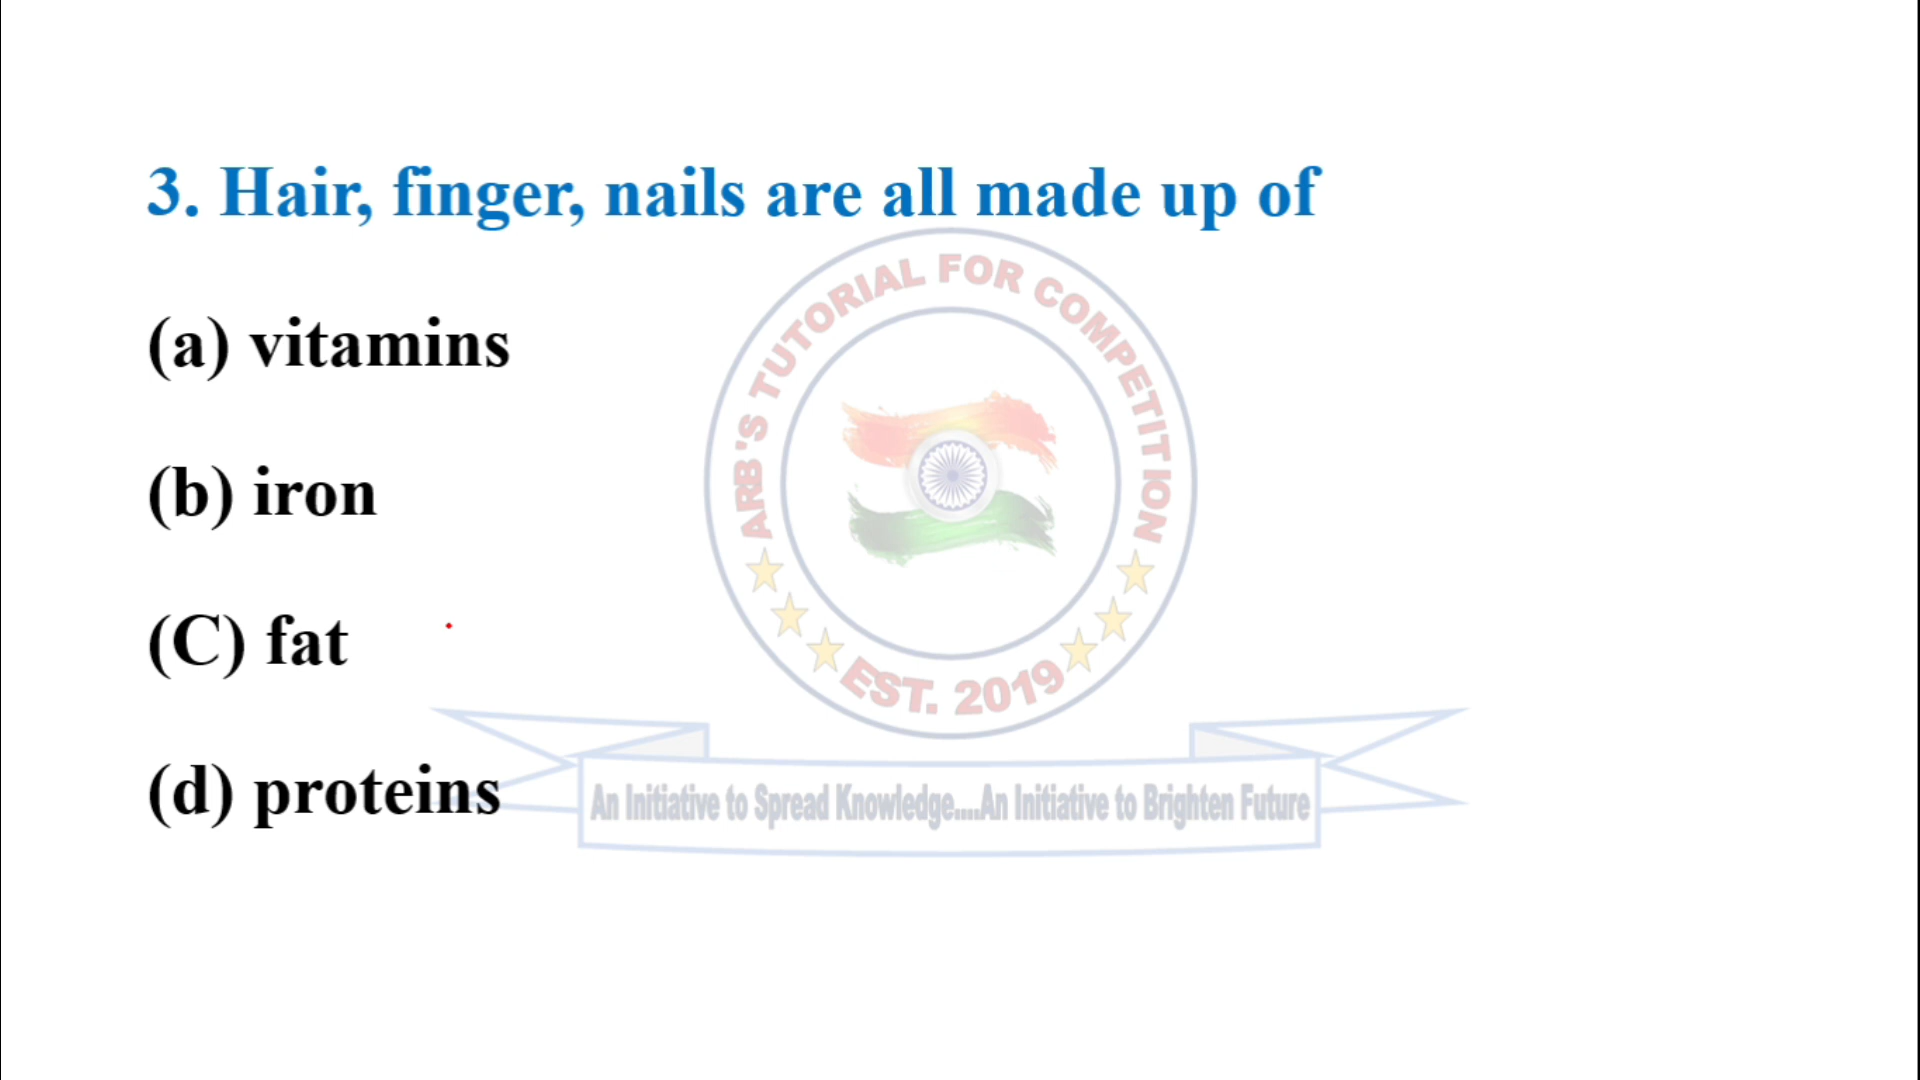 3. Hair, finger, nails are all made up of
(a) vitamins
(b) iron
(C) fat
(d) proteins
ARB'S TUTORIAL FOR COMPETITION
EST. 2019
An Initiative to Spread Knowledge....An Initiative to Brighten Future